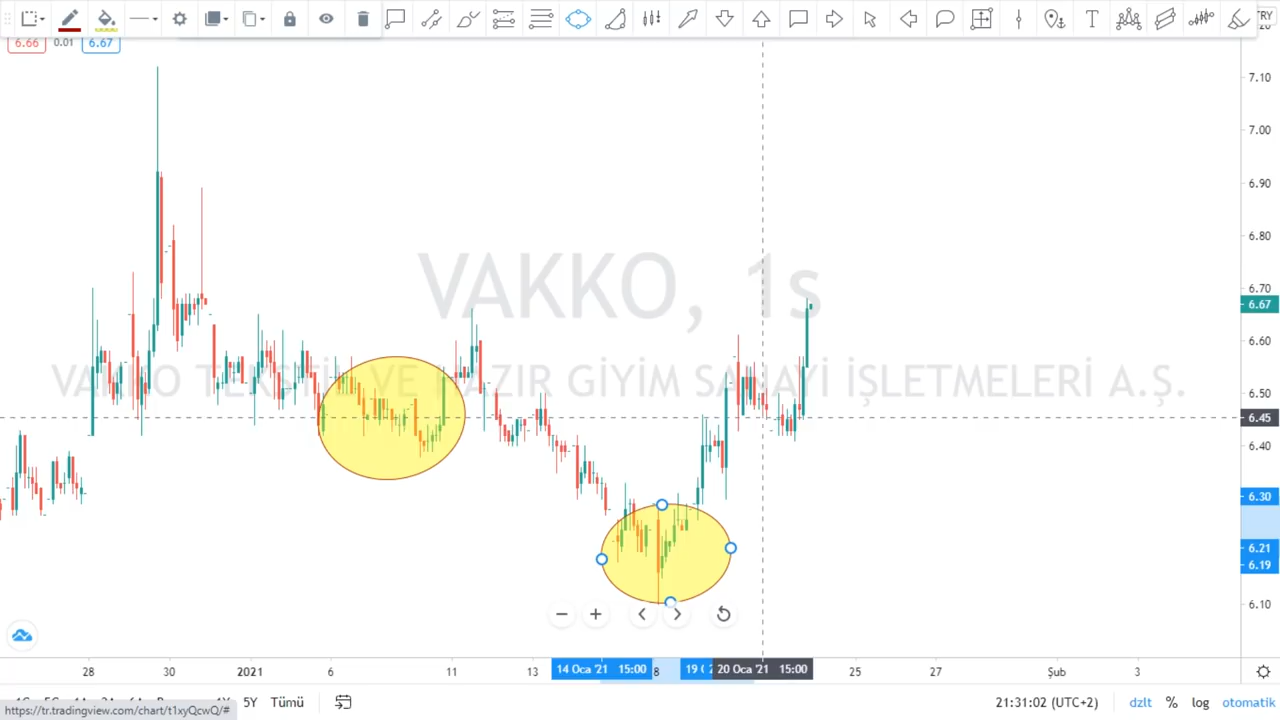 TRY
6.66 0.01 6.67
7.10
7.00
6.90
6.80
6.70
6.67
6.60
6.50
6.45
6.40
6.30
6.21
6.19
6.10
VAKKO, 1s
VAKKO TEKSTİL VE HAZIR GİYİM SANAYİ İŞLETMELERİ A.Ş.
28 30 2021 6 11 13 14 Oca '21 15:00 8 19 20 Oca '21 15:00 25 27 Şub 3
5Y Tümü 21:31:02 (UTC+2) dzlt % log otomatik
https://tr.tradingview.com/chart/t1xyQcwQ/#